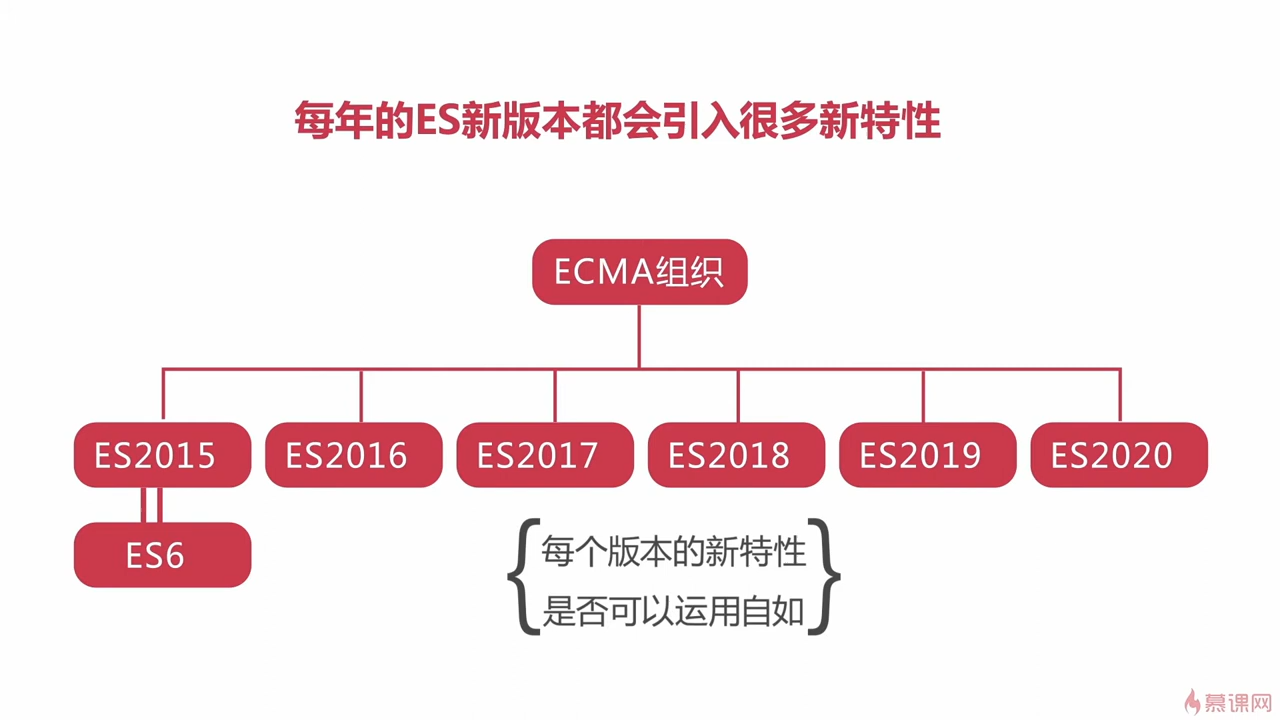 每年的ES新版本都会引入很多新特性
ECMA组织
ES2015
ES2016
ES2017
ES2018
ES2019
ES2020
ES6
每个版本的新特性
是否可以运用自如
慕课网